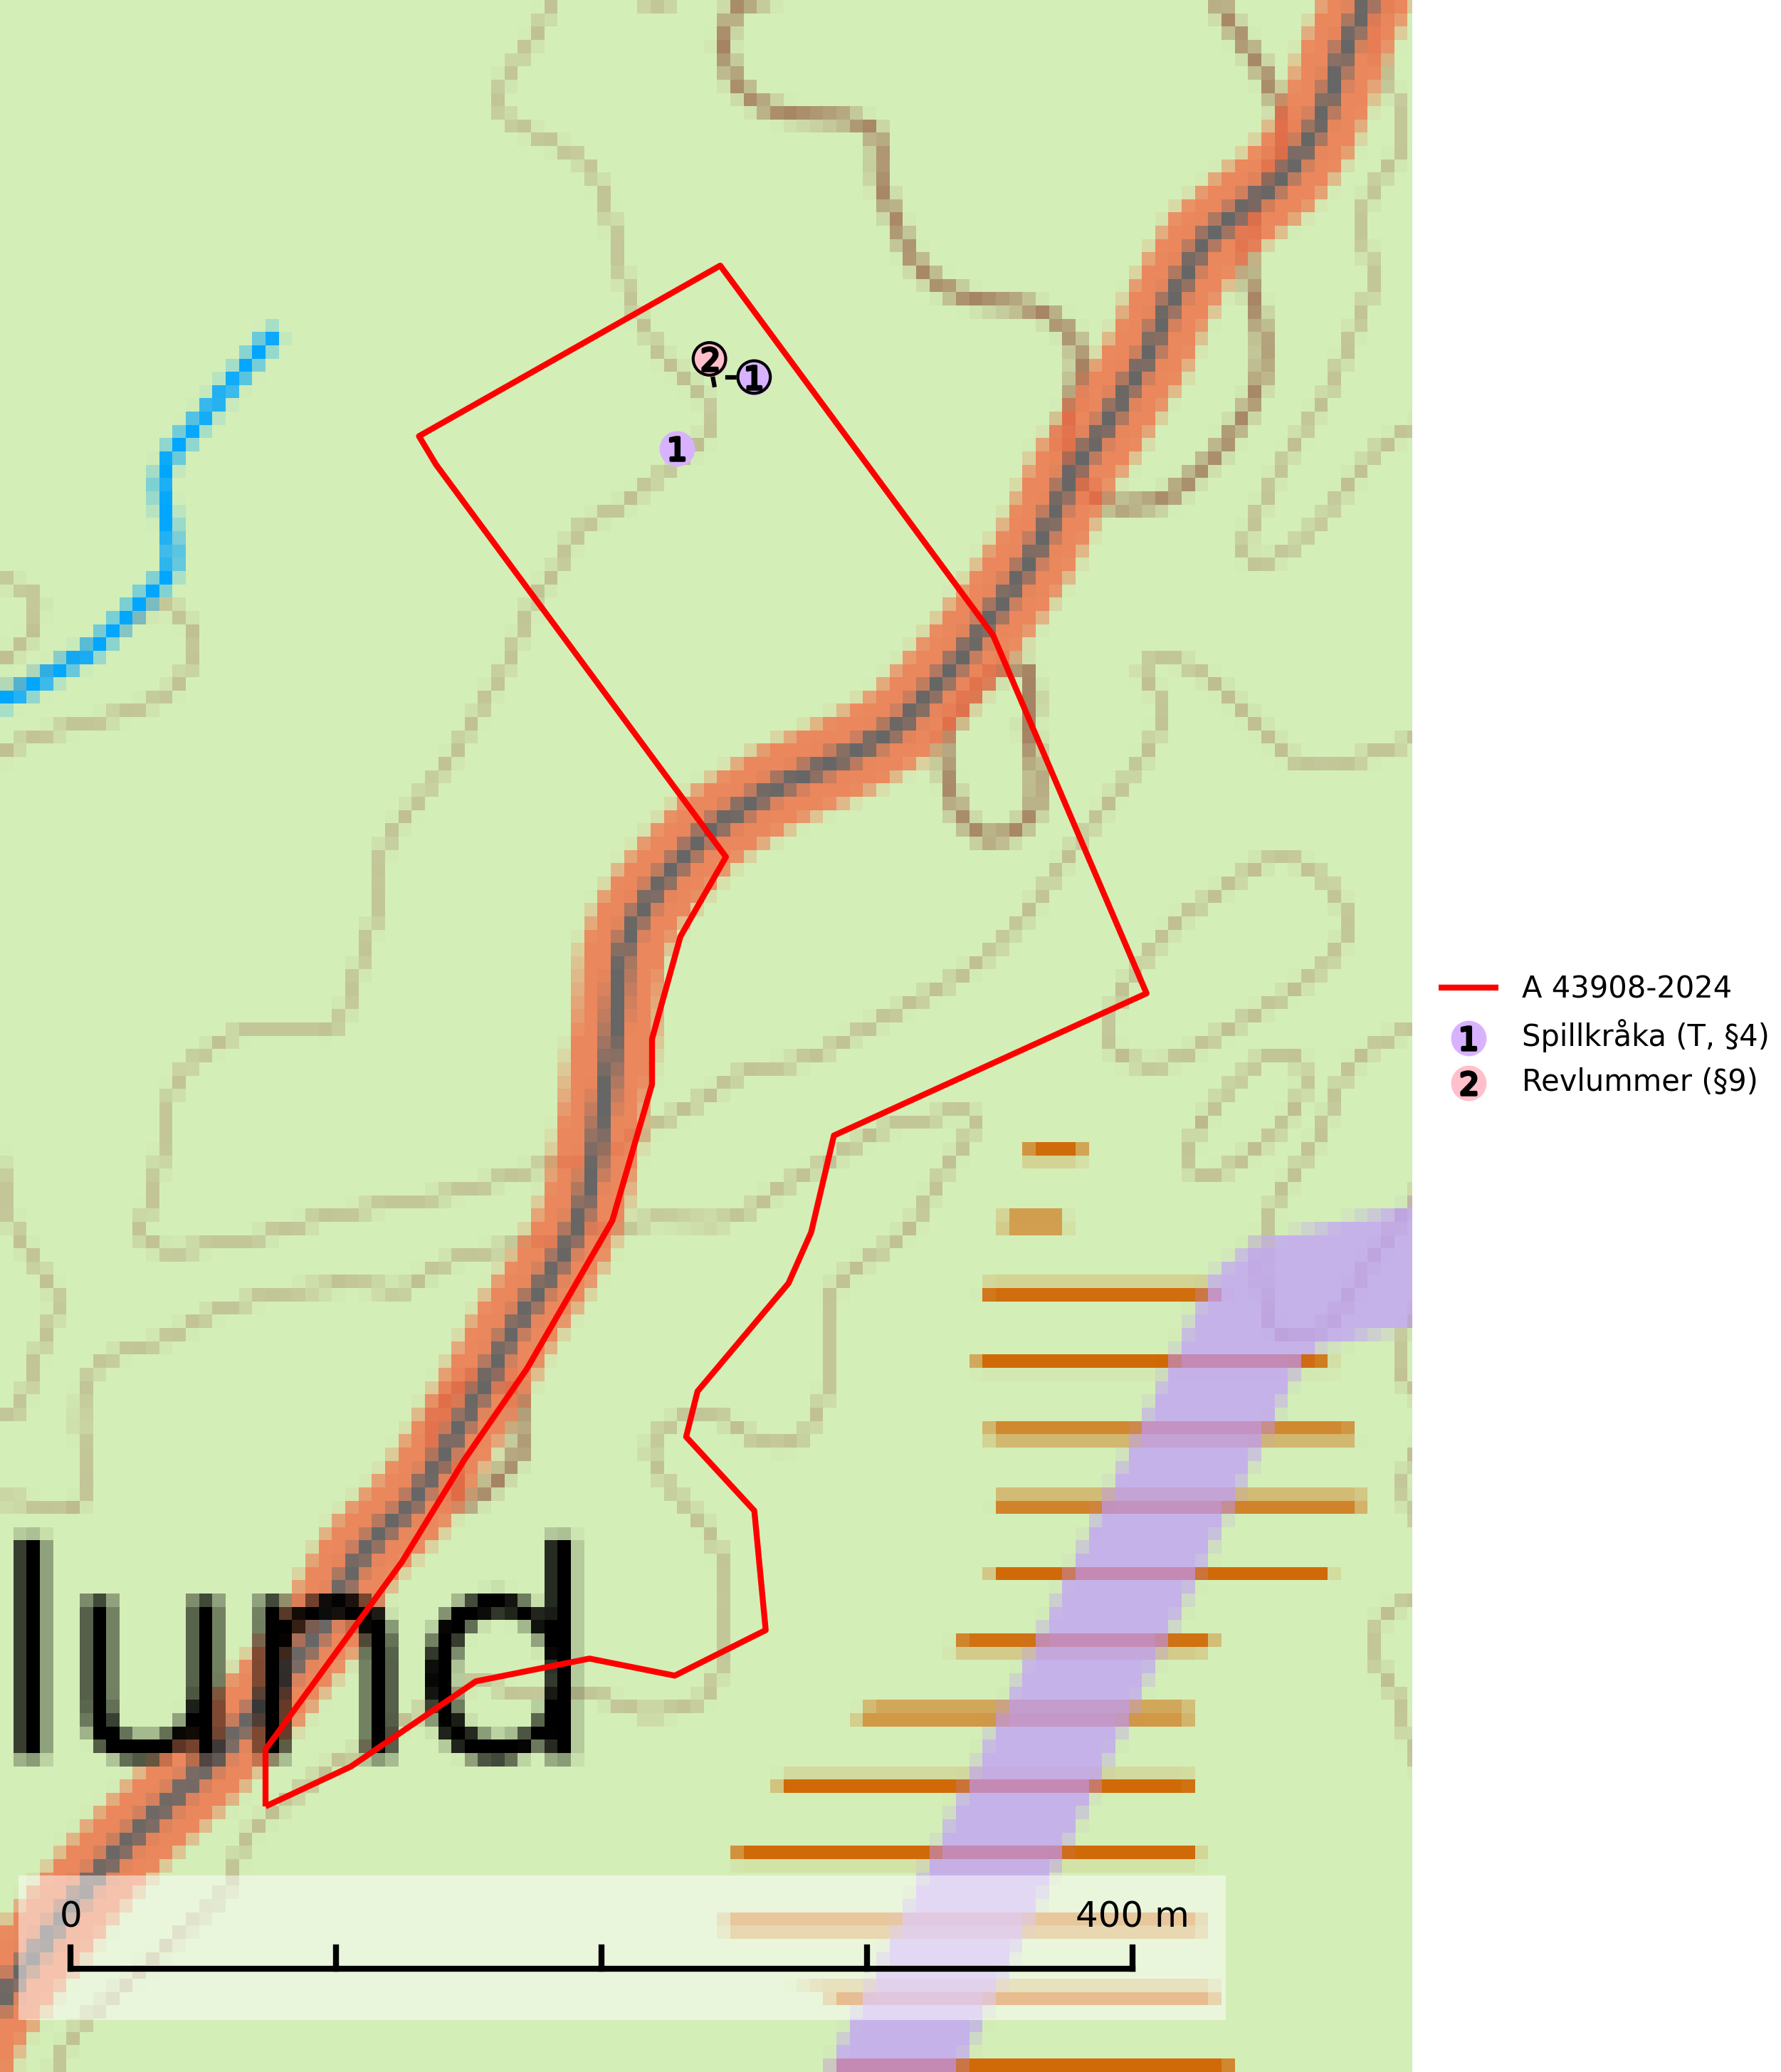 2
1
1
A 43908-2024
1 Spillkråka (T, §4)
2 Revlummer (§9)
lund
0 400 m